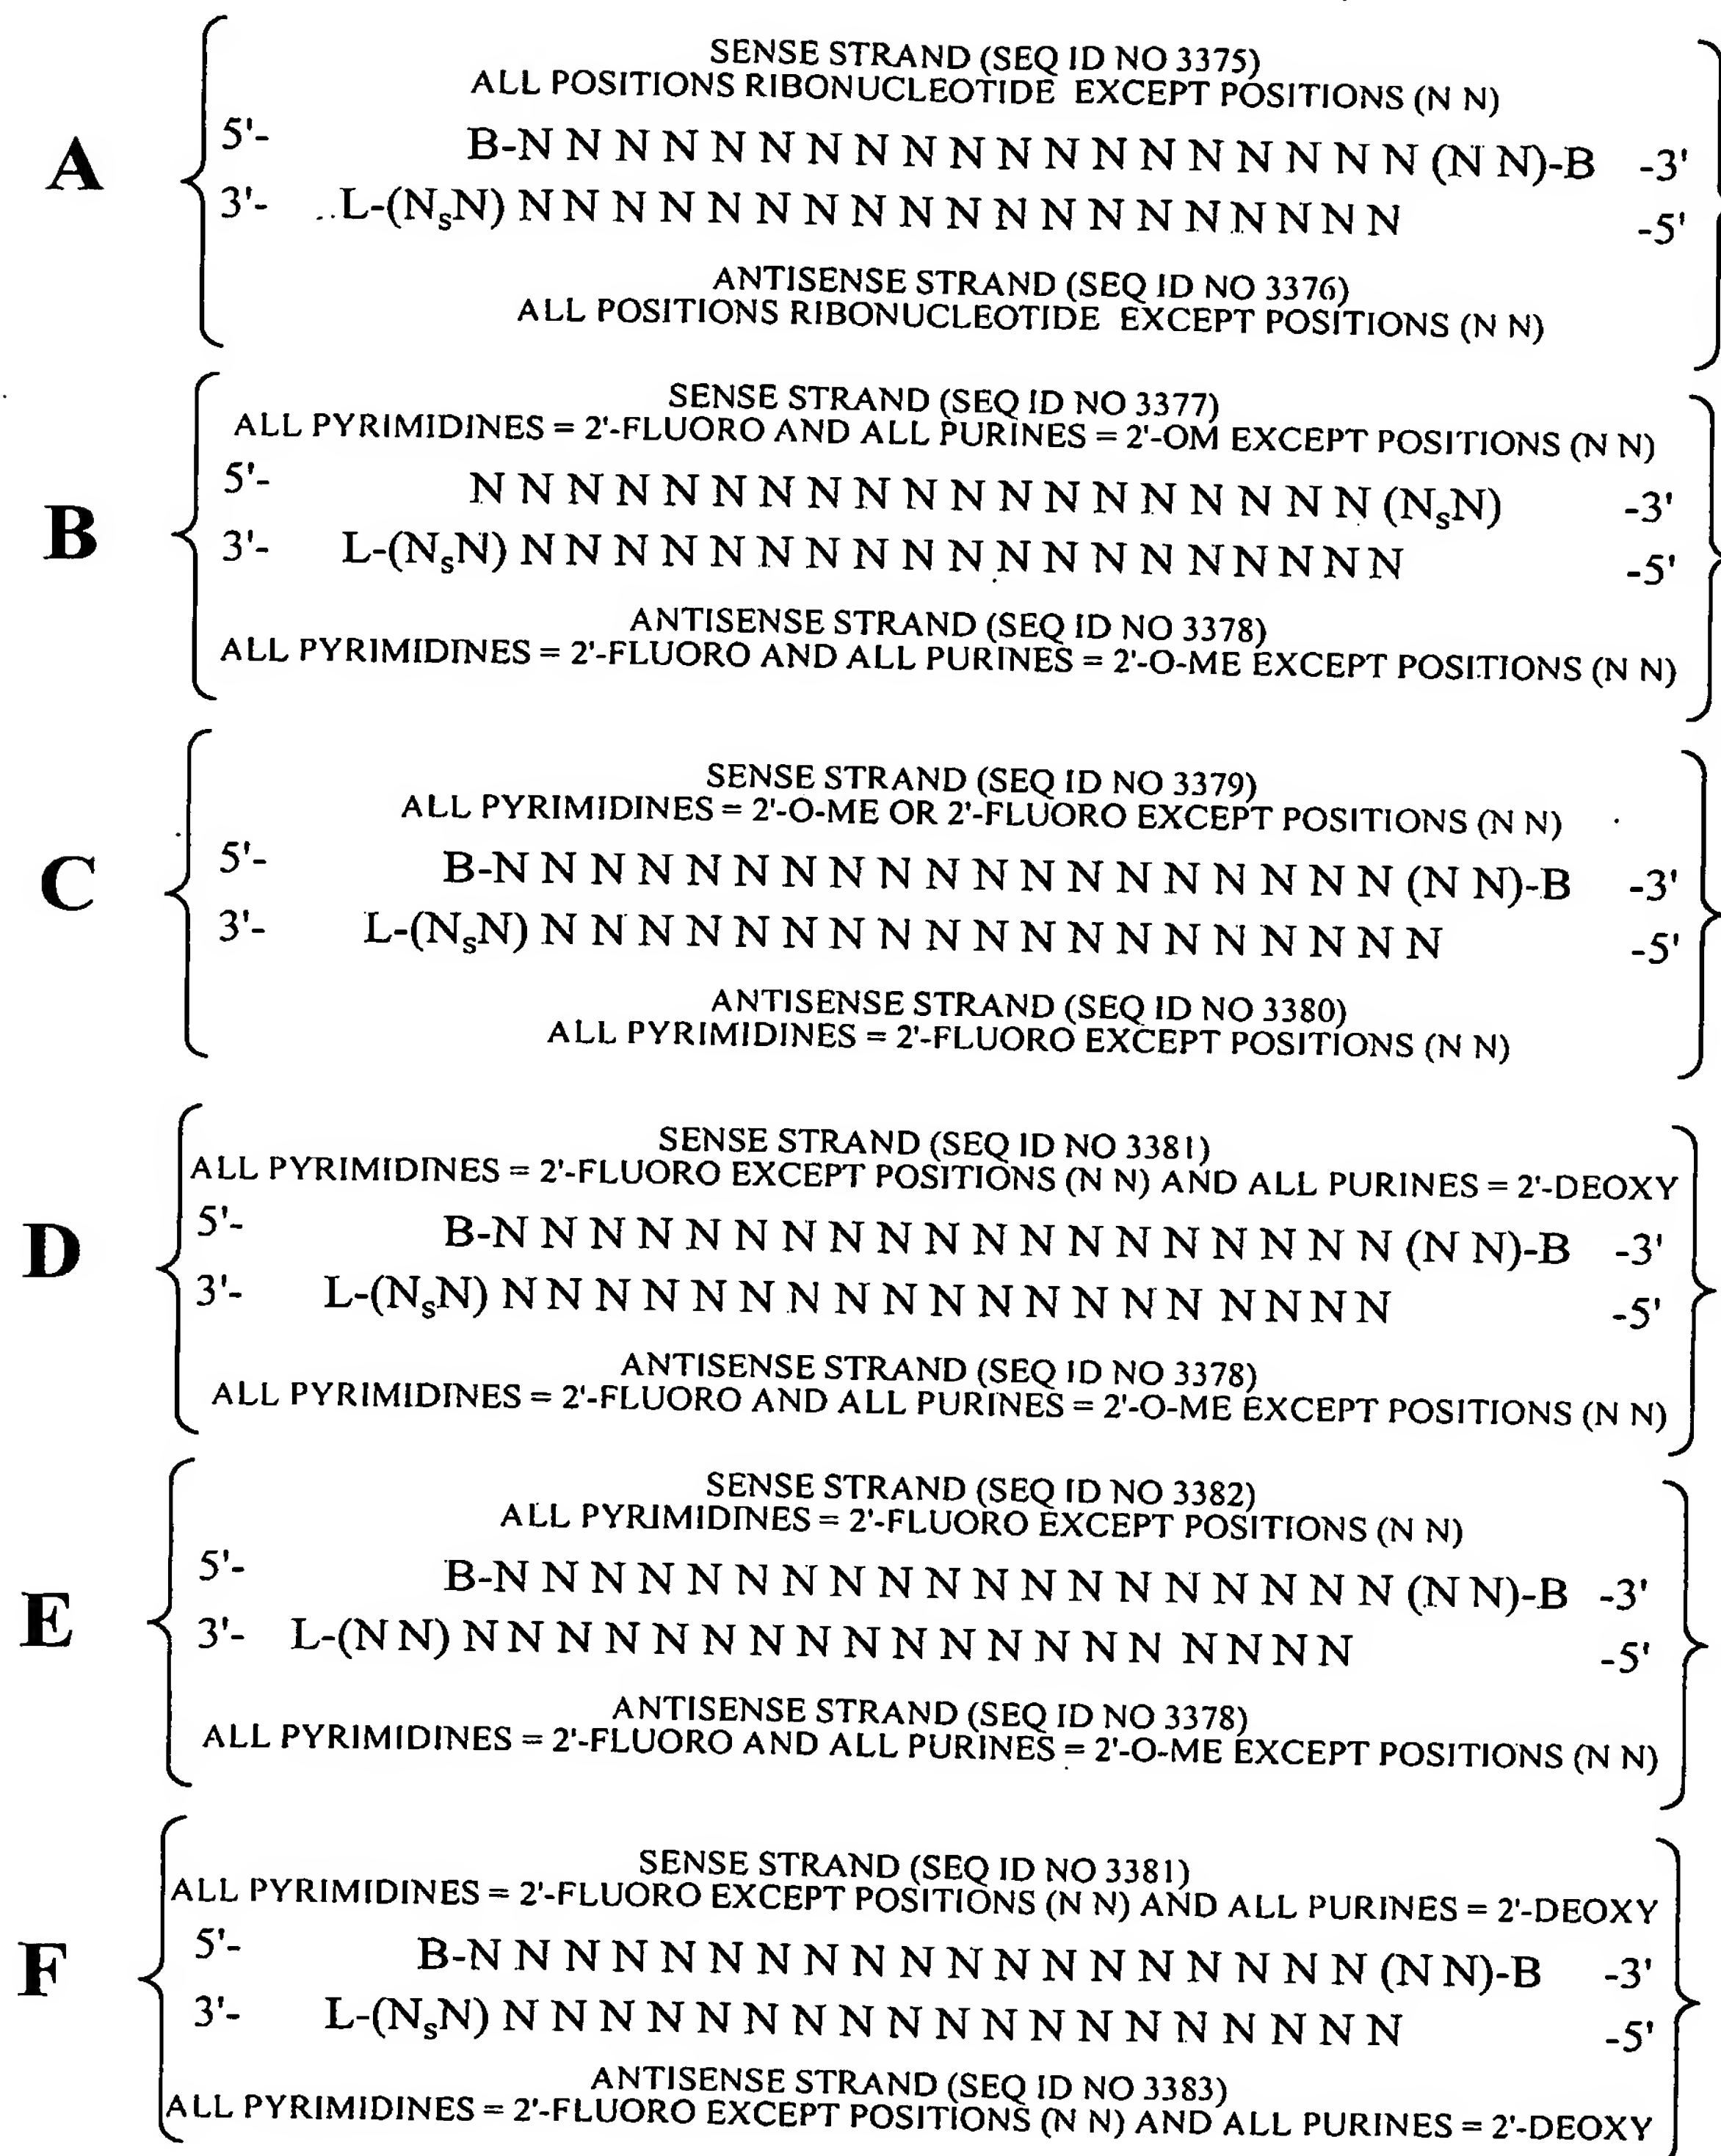 SENSE STRAND (SEQ ID NO 3375)
ALL POSITIONS RIBONUCLEOTIDE EXCEPT POSITIONS (N N)
A
5'- B-N N N N N N N N N N N N N N N N N N N (N N)-B -3'
3'- L-(NsN) N N N N N N N N N N N N N N N N N N N -5'
ANTISENSE STRAND (SEQ ID NO 3376)
ALL POSITIONS RIBONUCLEOTIDE EXCEPT POSITIONS (N N)
SENSE STRAND (SEQ ID NO 3377)
ALL PYRIMIDINES = 2'-FLUORO AND ALL PURINES = 2'-OM EXCEPT POSITIONS (N N)
B
5'- N N N N N N N N N N N N N N N N N N N (NsN) -3'
3'- L-(NsN) N N N N N N N N N N N N N N N N N N N -5'
ANTISENSE STRAND (SEQ ID NO 3378)
ALL PYRIMIDINES = 2'-FLUORO AND ALL PURINES = 2'-O-ME EXCEPT POSITIONS (N N)
SENSE STRAND (SEQ ID NO 3379)
ALL PYRIMIDINES = 2'-O-ME OR 2'-FLUORO EXCEPT POSITIONS (N N)
C
5'- B-N N N N N N N N N N N N N N N N N N N (N N)-B -3'
3'- L-(NsN) N N N N N N N N N N N N N N N N N N N -5'
ANTISENSE STRAND (SEQ ID NO 3380)
ALL PYRIMIDINES = 2'-FLUORO EXCEPT POSITIONS (N N)
SENSE STRAND (SEQ ID NO 3381)
ALL PYRIMIDINES = 2'-FLUORO EXCEPT POSITIONS (N N) AND ALL PURINES = 2'-DEOXY
D
5'- B-N N N N N N N N N N N N N N N N N N N (N N)-B -3'
3'- L-(NsN) N N N N N N N N N N N N N N N N N N N -5'
ANTISENSE STRAND (SEQ ID NO 3378)
ALL PYRIMIDINES = 2'-FLUORO AND ALL PURINES = 2'-O-ME EXCEPT POSITIONS (N N)
SENSE STRAND (SEQ ID NO 3382)
ALL PYRIMIDINES = 2'-FLUORO EXCEPT POSITIONS (N N)
E
5'- B-N N N N N N N N N N N N N N N N N N N (N N)-B -3'
3'- L-(N N) N N N N N N N N N N N N N N N N N N N -5'
ANTISENSE STRAND (SEQ ID NO 3378)
ALL PYRIMIDINES = 2'-FLUORO AND ALL PURINES = 2'-O-ME EXCEPT POSITIONS (N N)
SENSE STRAND (SEQ ID NO 3381)
ALL PYRIMIDINES = 2'-FLUORO EXCEPT POSITIONS (N N) AND ALL PURINES = 2'-DEOXY
F
5'- B-N N N N N N N N N N N N N N N N N N N (N N)-B -3'
3'- L-(NsN) N N N N N N N N N N N N N N N N N N N -5'
ANTISENSE STRAND (SEQ ID NO 3383)
ALL PYRIMIDINES = 2'-FLUORO EXCEPT POSITIONS (N N) AND ALL PURINES = 2'-DEOXY